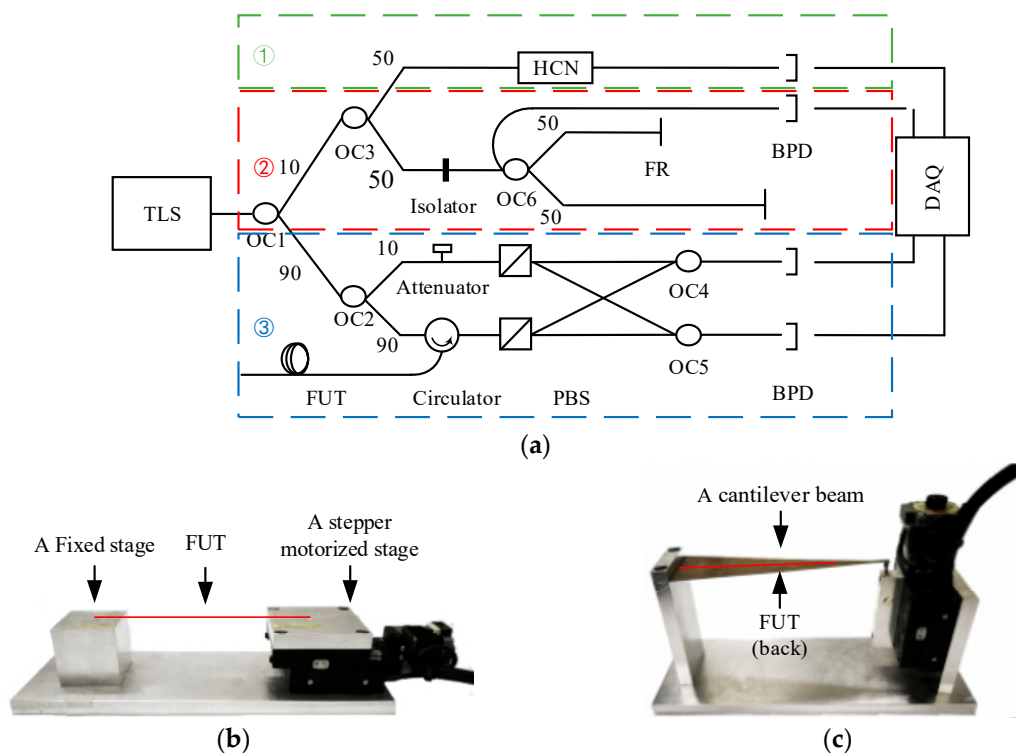 (a)
①
50
HCN
②
10
OC3
50
50
BPD
FR
Isolator
OC6
50
DAQ
TLS
OC1
90
10
Attenuator
OC4
OC2
③
90
OC5
FUT
Circulator
PBS
BPD
(a)
A Fixed stage
FUT
A stepper
motorized stage
(b)
A cantilever beam
FUT
(back)
(c)